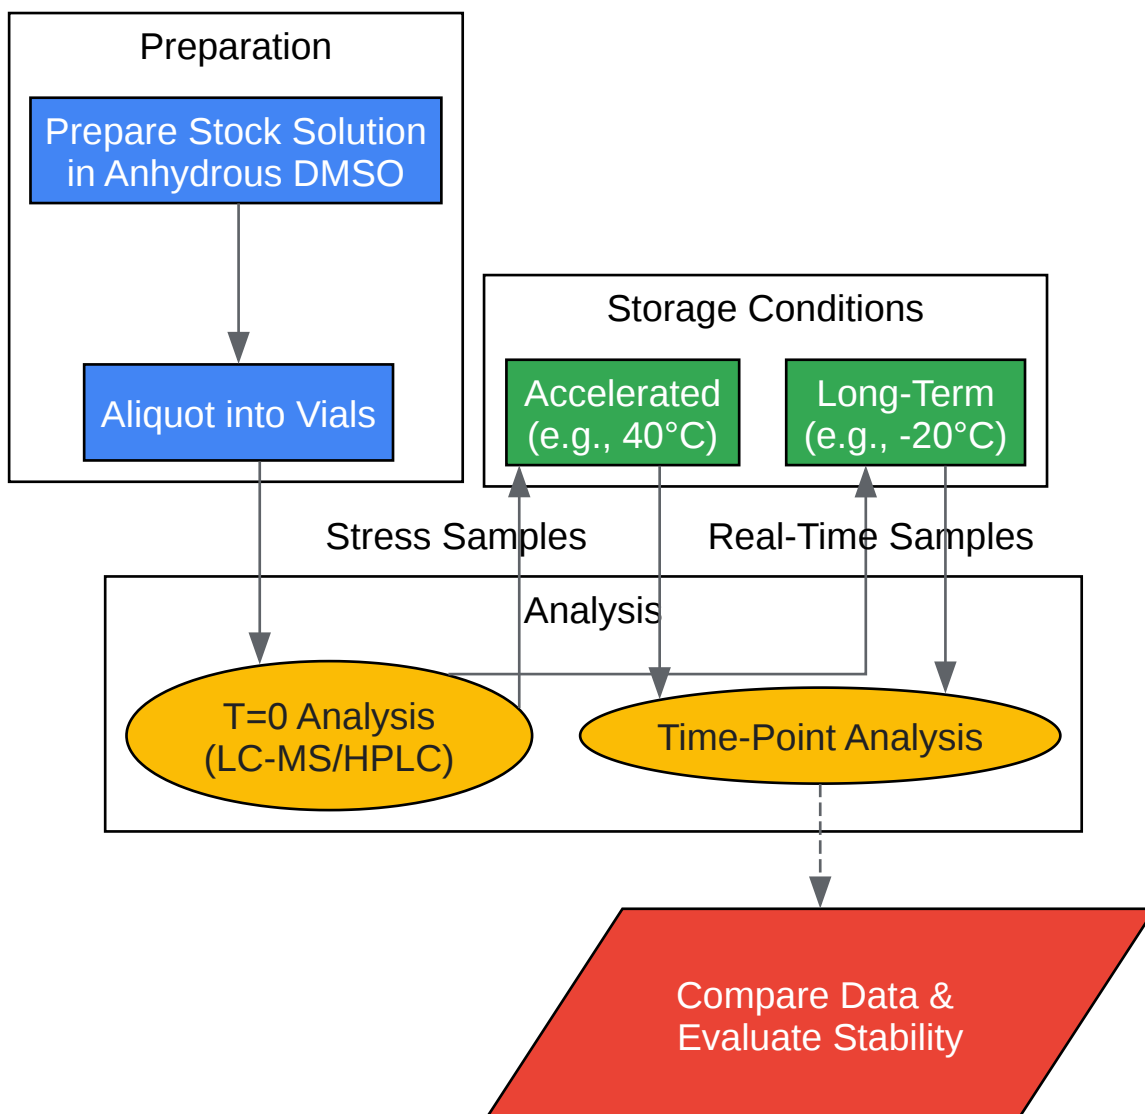 Preparation
Prepare Stock Solution
in Anhydrous DMSO
Aliquot into Vials
Storage Conditions
Accelerated
(e.g., 40°C)
Long-Term
(e.g., -20°C)
Stress Samples
Real-Time Samples
Analysis
T=0 Analysis
(LC-MS/HPLC)
Time-Point Analysis
Compare Data &
Evaluate Stability